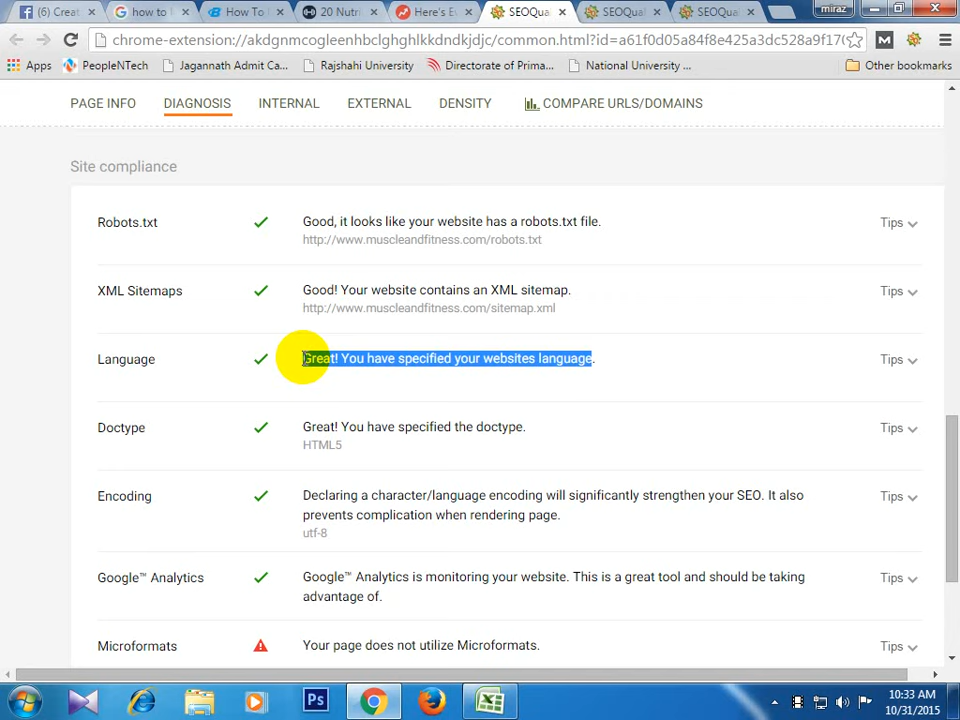 (6) Creat
how to l
How To l
20 Nutr
Here's Ev
SEOQua
SEOQual
SEOQual
miraz
chrome-extension://akdgnmcogleenhbclghghlkkdndkjdjc/common.html?id=a61f0d05a84f8e425a3dc528a9f17(
Apps
PeopleNTech
Jagannath Admit Ca...
Rajshahi University
Directorate of Prima...
National University ...
Other bookmarks
PAGE INFO
DIAGNOSIS
INTERNAL
EXTERNAL
DENSITY
COMPARE URLS/DOMAINS
Site compliance
Robots.txt
Good, it looks like your website has a robots.txt file.
Tips
http://www.muscleandfitness.com/robots.txt
XML Sitemaps
Good! Your website contains an XML sitemap.
Tips
http://www.muscleandfitness.com/sitemap.xml
Language
Great! You have specified your websites language.
Tips
Doctype
Great! You have specified the doctype.
Tips
HTML5
Encoding
Declaring a character/language encoding will significantly strengthen your SEO. It also
Tips
prevents complication when rendering page.
utf-8
Google™ Analytics
Google™ Analytics is monitoring your website. This is a great tool and should be taking
Tips
advantage of.
Microformats
Your page does not utilize Microformats.
Tips
Ps
10:33 AM
10/31/2015